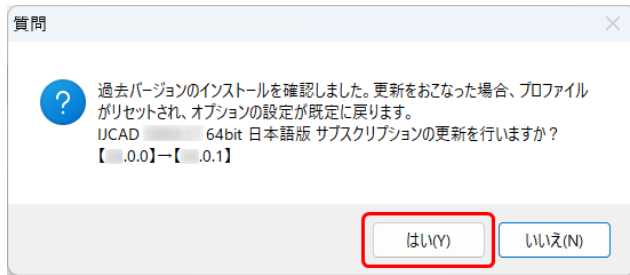 質問
過去バージョンのインストールを確認しました。更新をおこなった場合、プロファイル
がリセットされ、オプションの設定が既定に戻ります。
IJCAD 64bit 日本語版 サブスクリプションの更新を行いますか？
【 .0.0】→【 .0.1】
はい(Y)
いいえ(N)